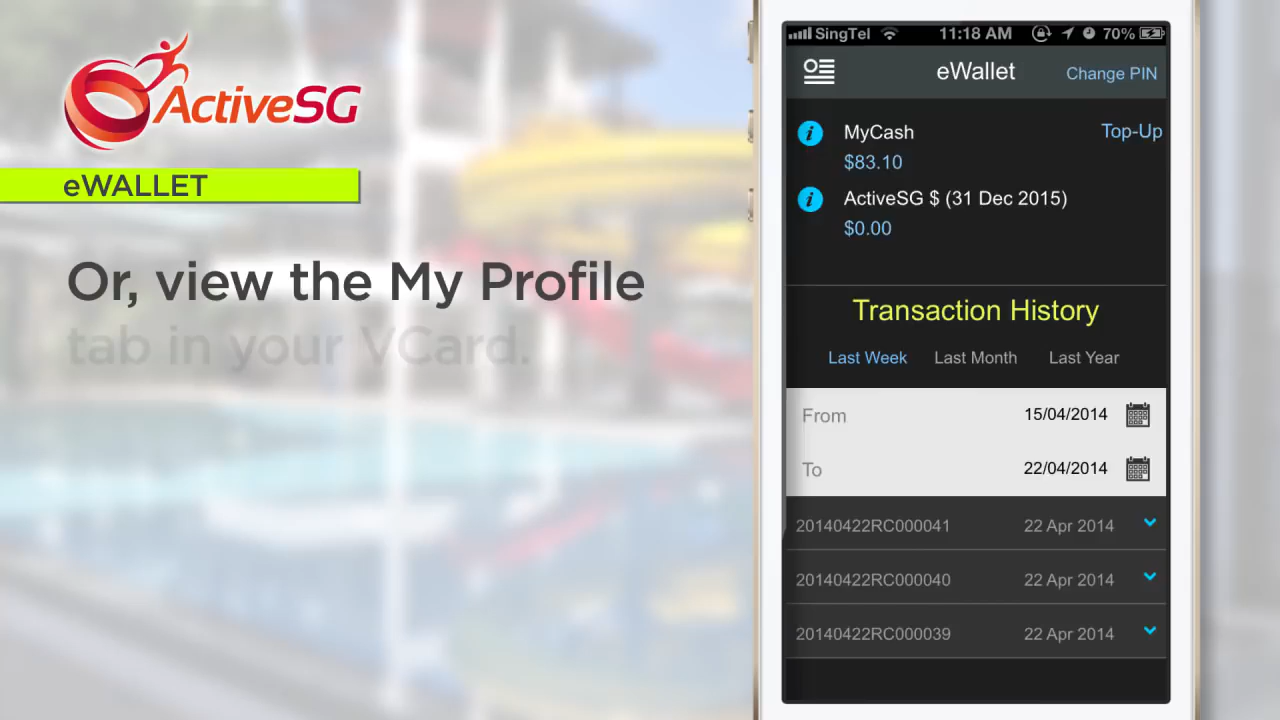 ActiveSG
eWALLET
Or, view the My Profile
tab in your VCard.
SingTel 11:18 AM 70%
eWallet Change PIN
MyCash Top-Up
$83.10
ActiveSG $ (31 Dec 2015)
$0.00
Transaction History
Last Week Last Month Last Year
From 15/04/2014
To 22/04/2014
20140422RC000041 22 Apr 2014
20140422RC000040 22 Apr 2014
20140422RC000039 22 Apr 2014